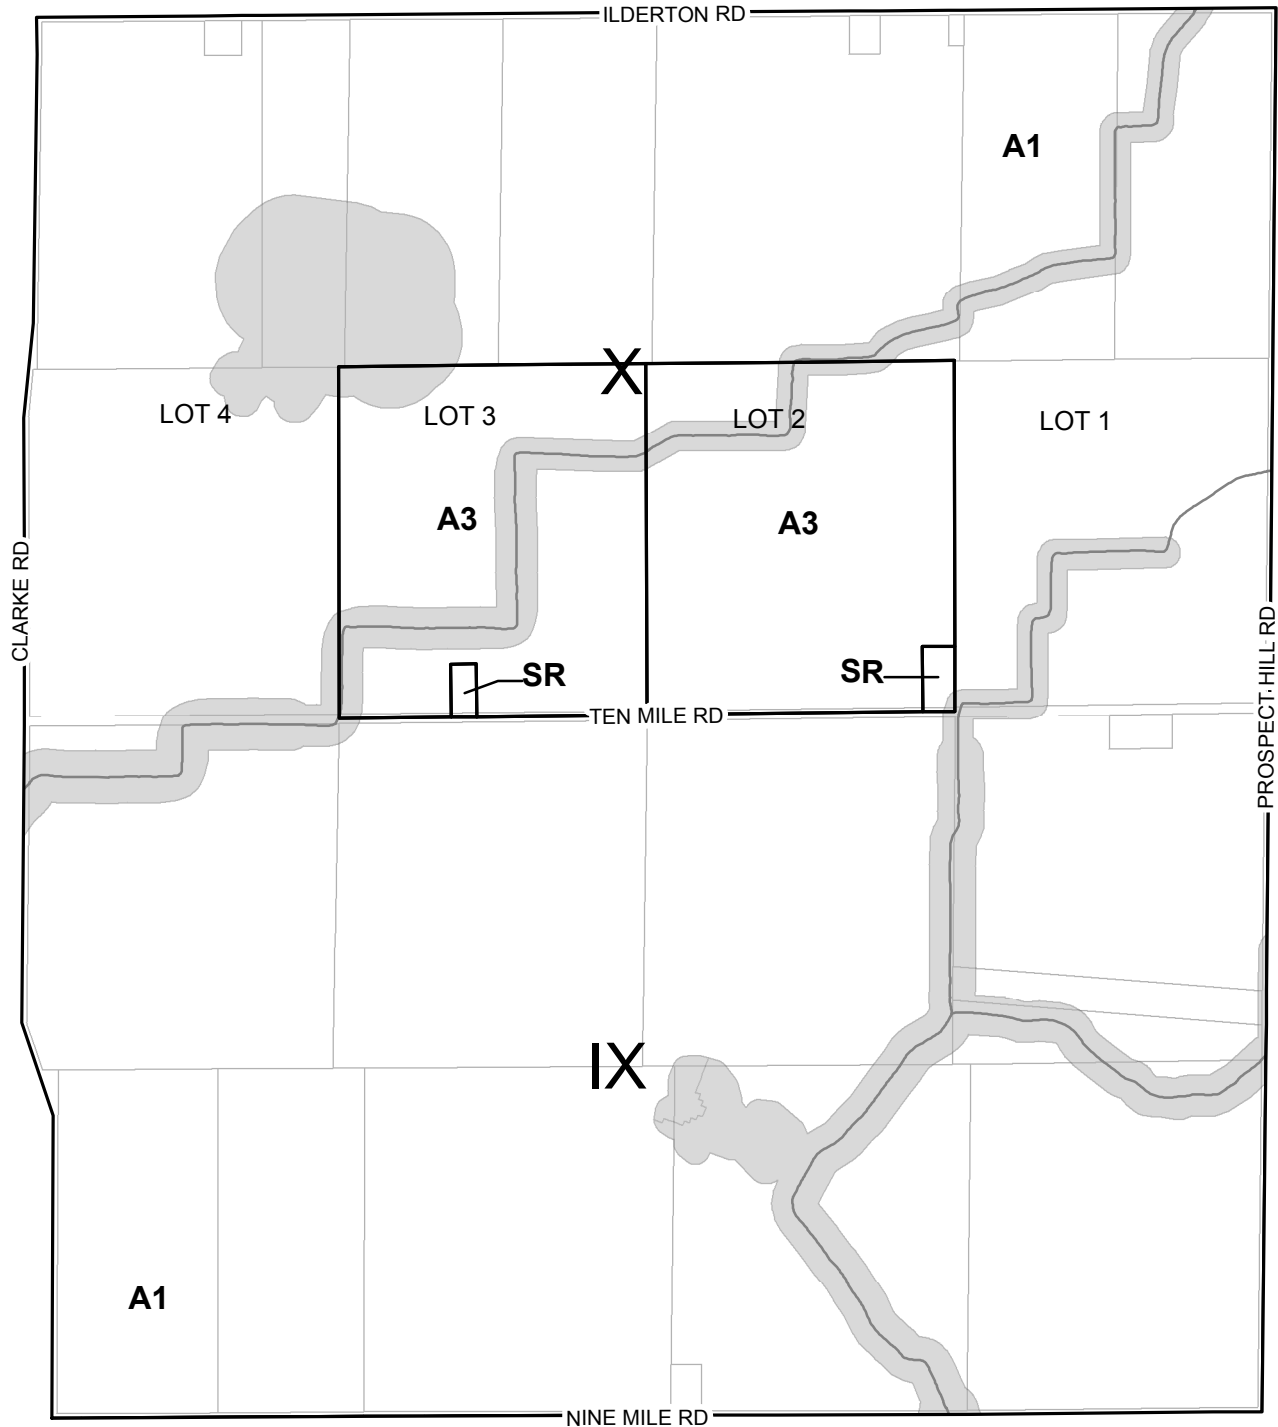 ILDERTON RD
A1
X
LOT 4
LOT 3
LOT 2
LOT 1
A3
A3
CLARKE RD
PROSPECT HILL RD
SR
SR
TEN MILE RD
IX
A1
NINE MILE RD